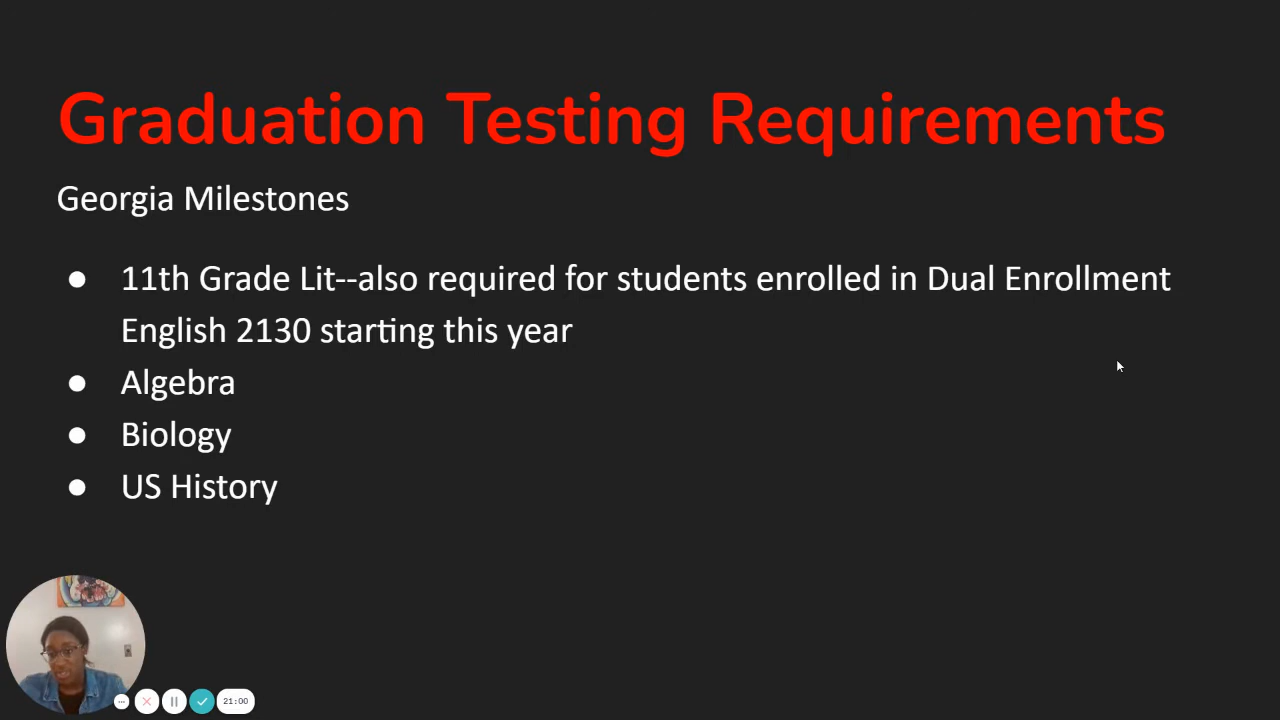 Graduation Testing Requirements
Georgia Milestones
● 11th Grade Lit--also required for students enrolled in Dual Enrollment
English 2130 starting this year
● Algebra
● Biology
● US History
21:00